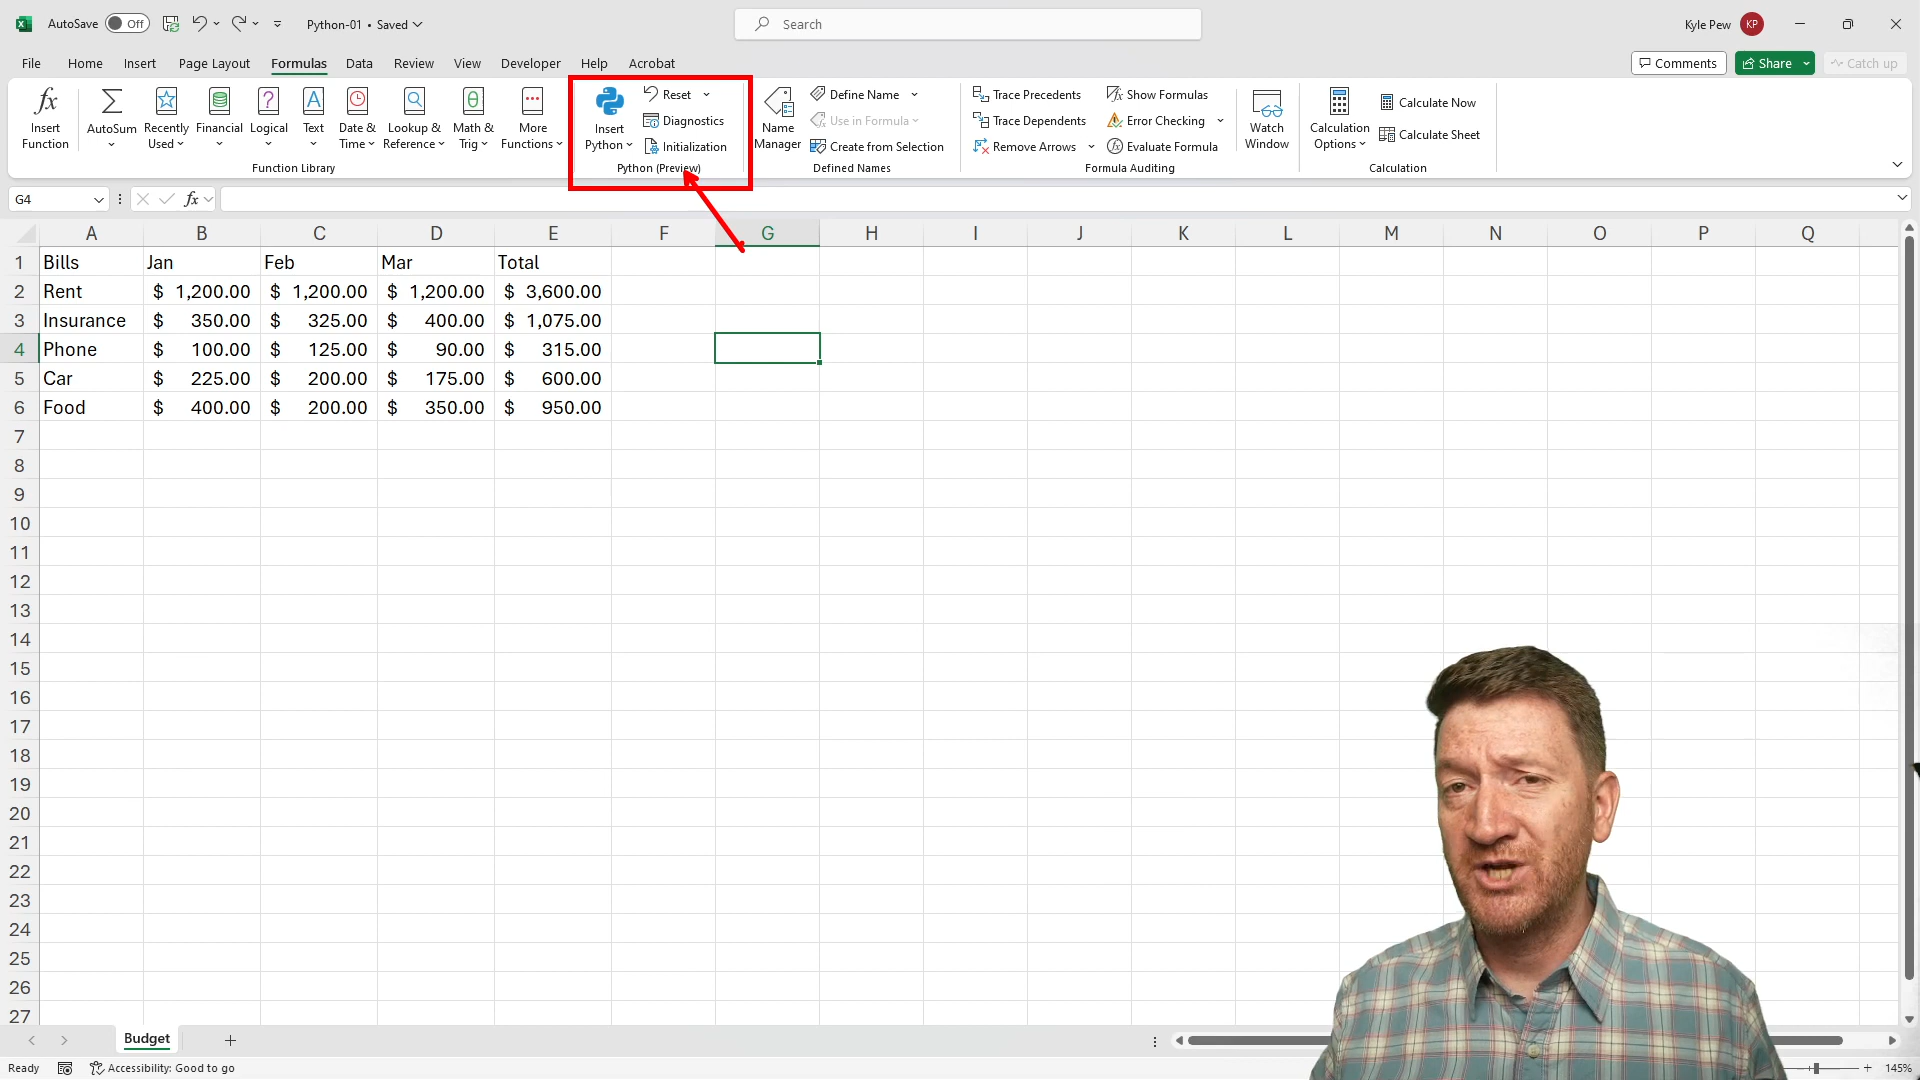 AutoSave Off Python-01 • Saved Search Kyle Pew KP
File Home Insert Page Layout Formulas Data Review View Developer Help Acrobat Comments Share Catch up
fx Insert Function
AutoSum
Recently Used
Financial
Logical
Text
Date & Time
Lookup & Reference
Math & Trig
More Functions
Function Library
Insert Python
Reset
Diagnostics
Initialization
Python (Preview)
Name Manager
Define Name
Use in Formula
Create from Selection
Defined Names
Trace Precedents
Trace Dependents
Remove Arrows
Show Formulas
Error Checking
Evaluate Formula
Formula Auditing
Watch Window
Calculation Options
Calculate Now
Calculate Sheet
Calculation
G4 fx
A B C D E F G H I J K L M N O P Q
1 Bills Jan Feb Mar Total
2 Rent $ 1,200.00 $ 1,200.00 $ 1,200.00 $ 3,600.00
3 Insurance $ 350.00 $ 325.00 $ 400.00 $ 1,075.00
4 Phone $ 100.00 $ 125.00 $ 90.00 $ 315.00
5 Car $ 225.00 $ 200.00 $ 175.00 $ 600.00
6 Food $ 400.00 $ 200.00 $ 350.00 $ 950.00
7
8
9
10
11
12
13
14
15
16
17
18
19
20
21
22
23
24
25
26
27
Budget
Ready Accessibility: Good to go 145%